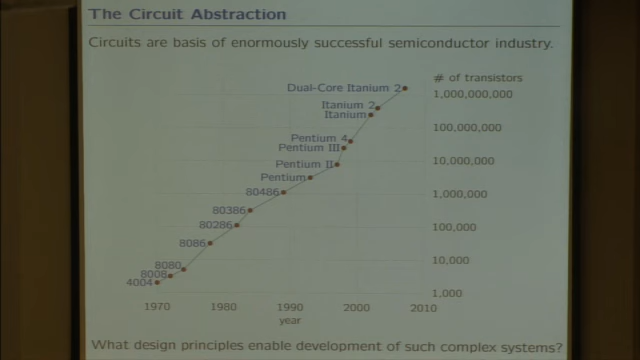 The Circuit Abstraction
Circuits are basis of enormously successful semiconductor industry.
# of transistors
Dual-Core Itanium 2
1,000,000,000
Itanium 2
Itanium
100,000,000
Pentium 4
Pentium III
Pentium II
10,000,000
Pentium
80486
1,000,000
80386
80286
100,000
8086
8080
10,000
8008
4004
1,000
1970 1980 1990 2000 2010
year
What design principles enable development of such complex systems?